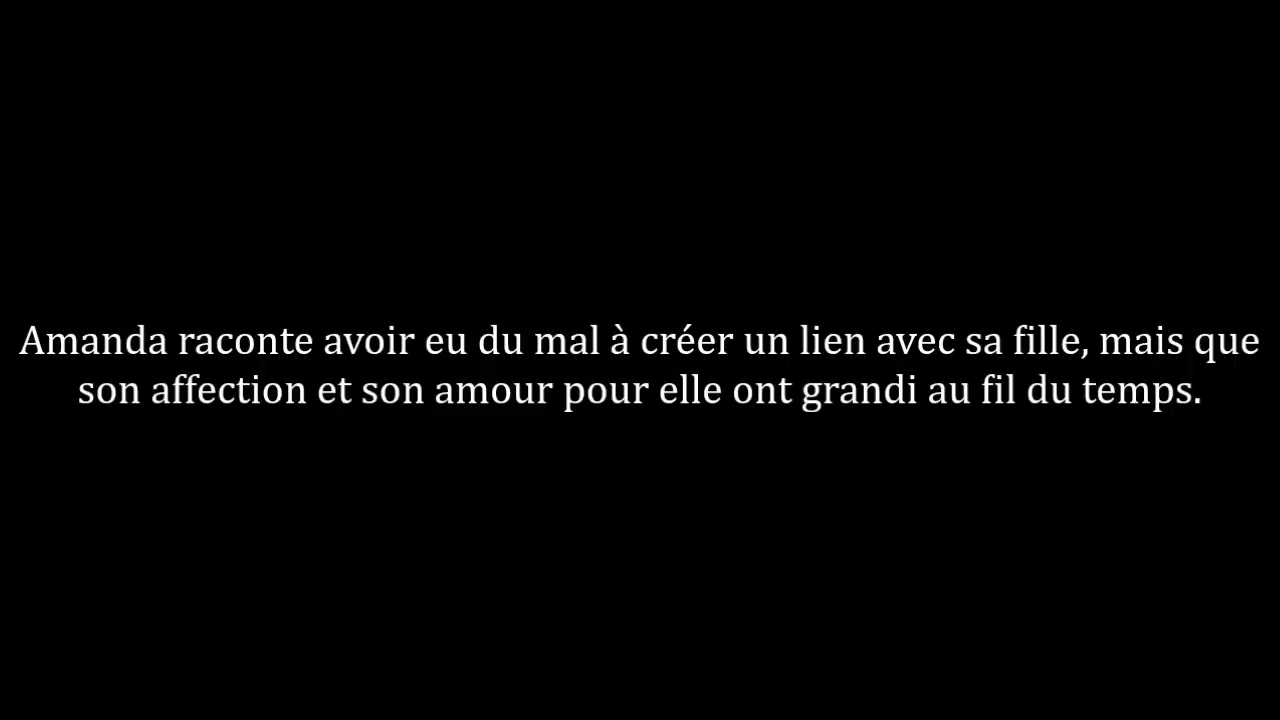 Amanda raconte avoir eu du mal à créer un lien avec sa fille, mais que
son affection et son amour pour elle ont grandi au fil du temps.